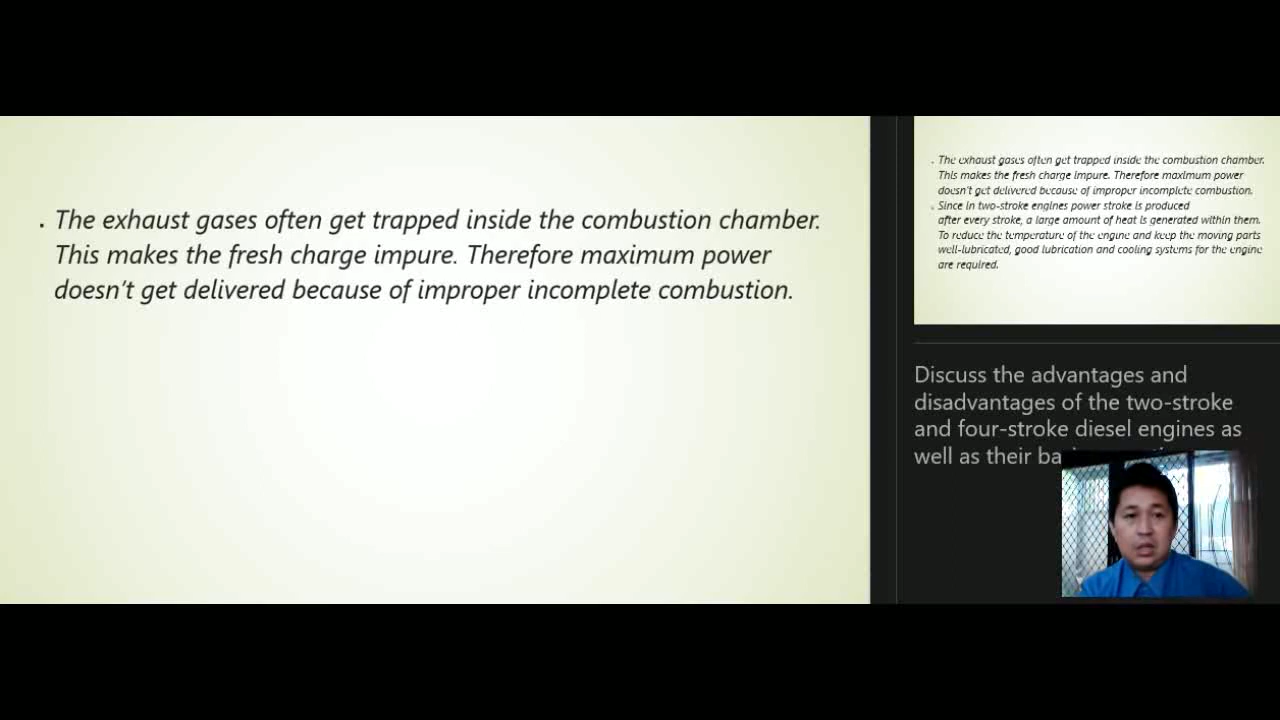 . The exhaust gases often get trapped inside the combustion chamber.
This makes the fresh charge impure. Therefore maximum power
doesn't get delivered because of improper incomplete combustion.
. The exhaust gases often get trapped inside the combustion chamber.
This makes the fresh charge impure. Therefore maximum power
doesn't get delivered because of improper incomplete combustion.
. Since in two-stroke engines power stroke is produced
after every stroke, a large amount of heat is generated within them.
To reduce the temperature of the engine and keep the moving parts
well-lubricated, good lubrication and cooling systems for the engine
are required.
Discuss the advantages and
disadvantages of the two-stroke
and four-stroke diesel engines as
well as their